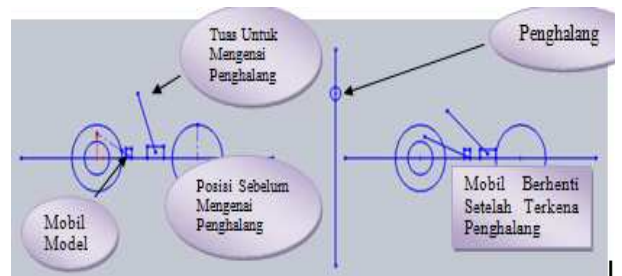 Tuas Untuk
Mengenai
Penghalang
Penghalang
Posisi Sebelum
Mengenai
Penghalang
Mobil
Model
Mobil Berhenti
Setelah Terkena
Penghalang